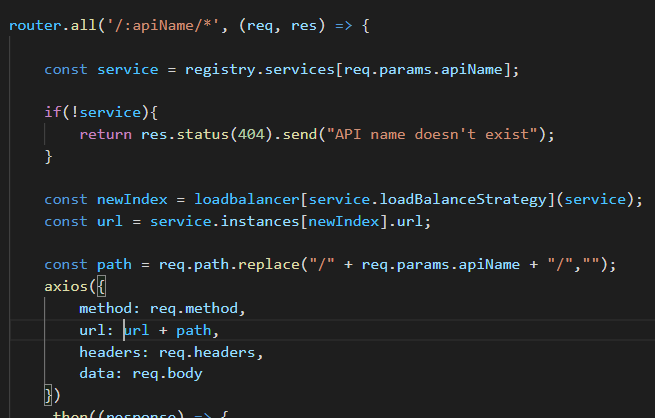 router.all('/:apiName/*', (req, res) => {
const service = registry.services[req.params.apiName];
if(!service){
return res.status(404).send("API name doesn't exist");
}
const newIndex = loadbalancer[service.loadBalanceStrategy](service);
const url = service.instances[newIndex].url;
const path = req.path.replace("/" + req.params.apiName + "/","");
axios({
method: req.method,
url: url + path,
headers: req.headers,
data: req.body
})
.then((response) => {